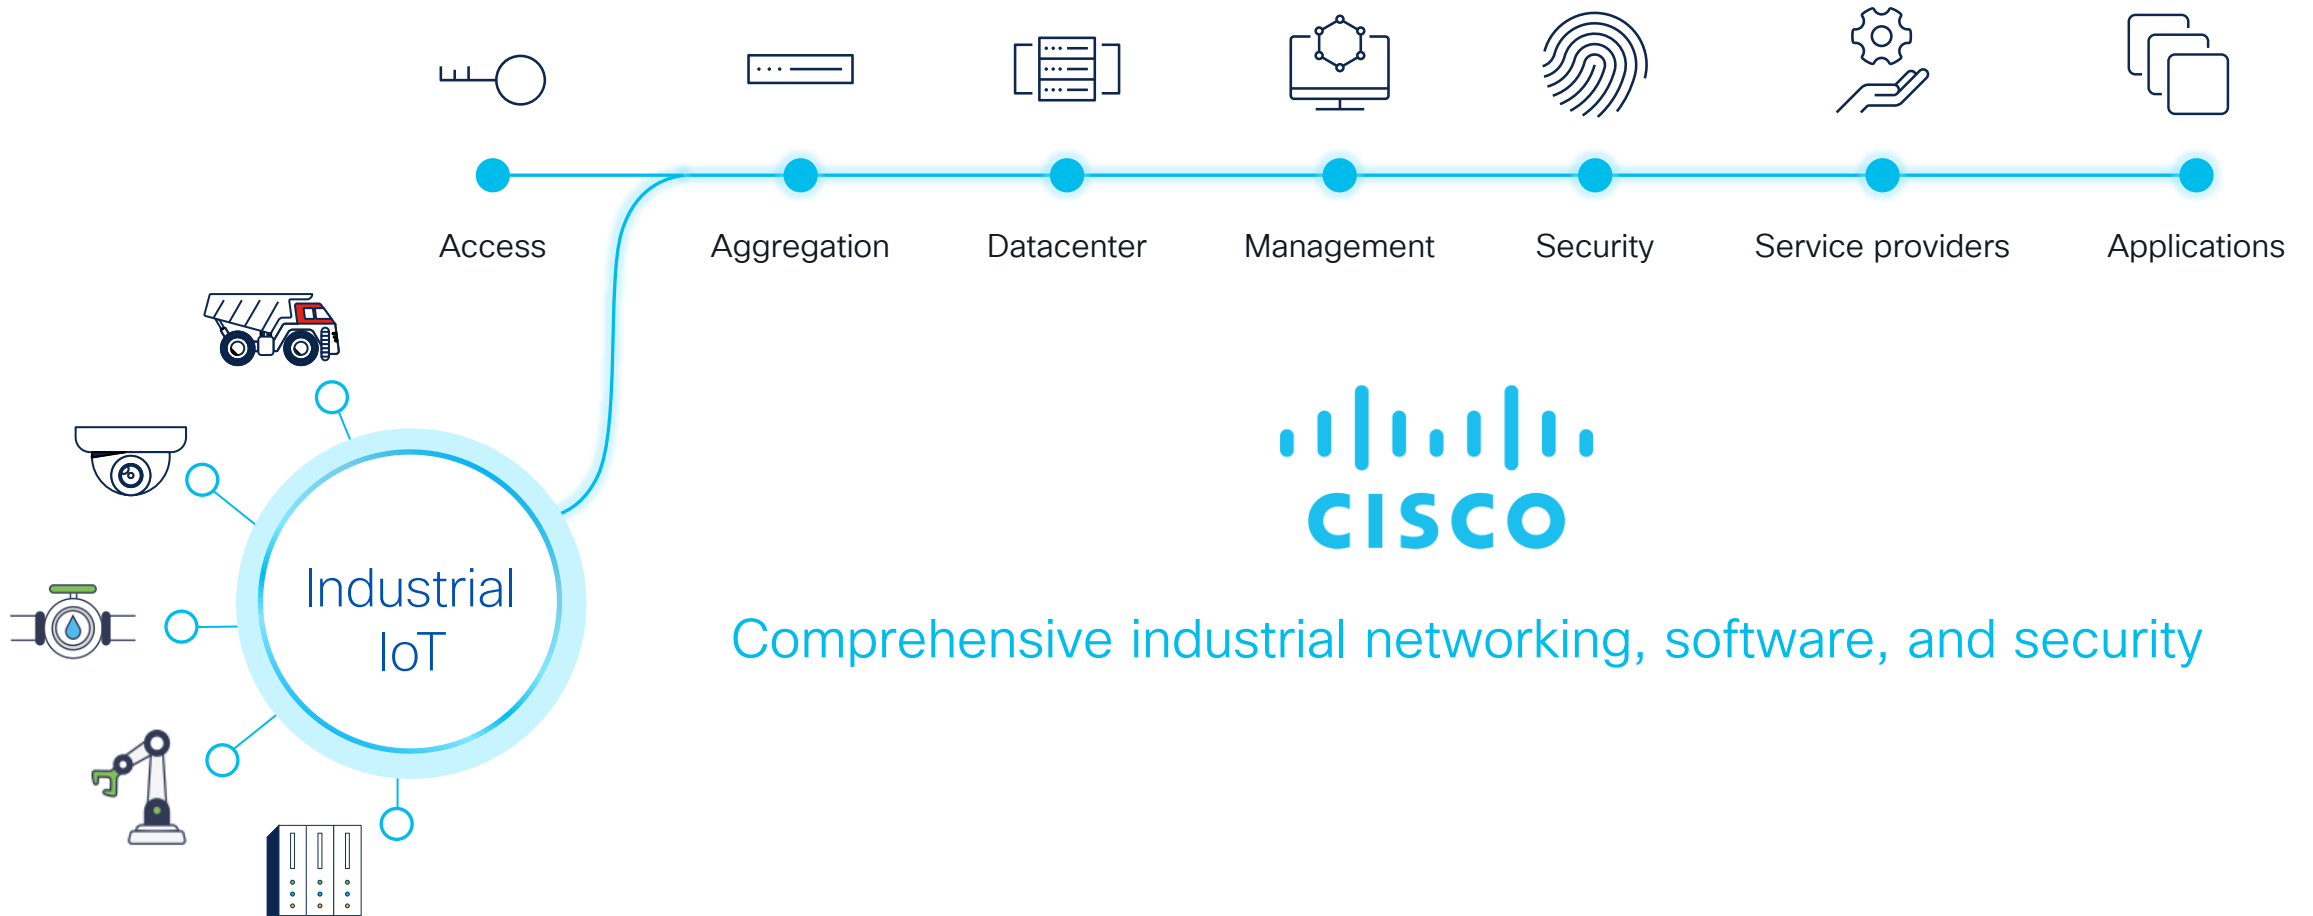 Access
Aggregation
Datacenter
Management
Security
Service providers
Applications
Industrial
IoT
CISCO
Comprehensive industrial networking, software, and security